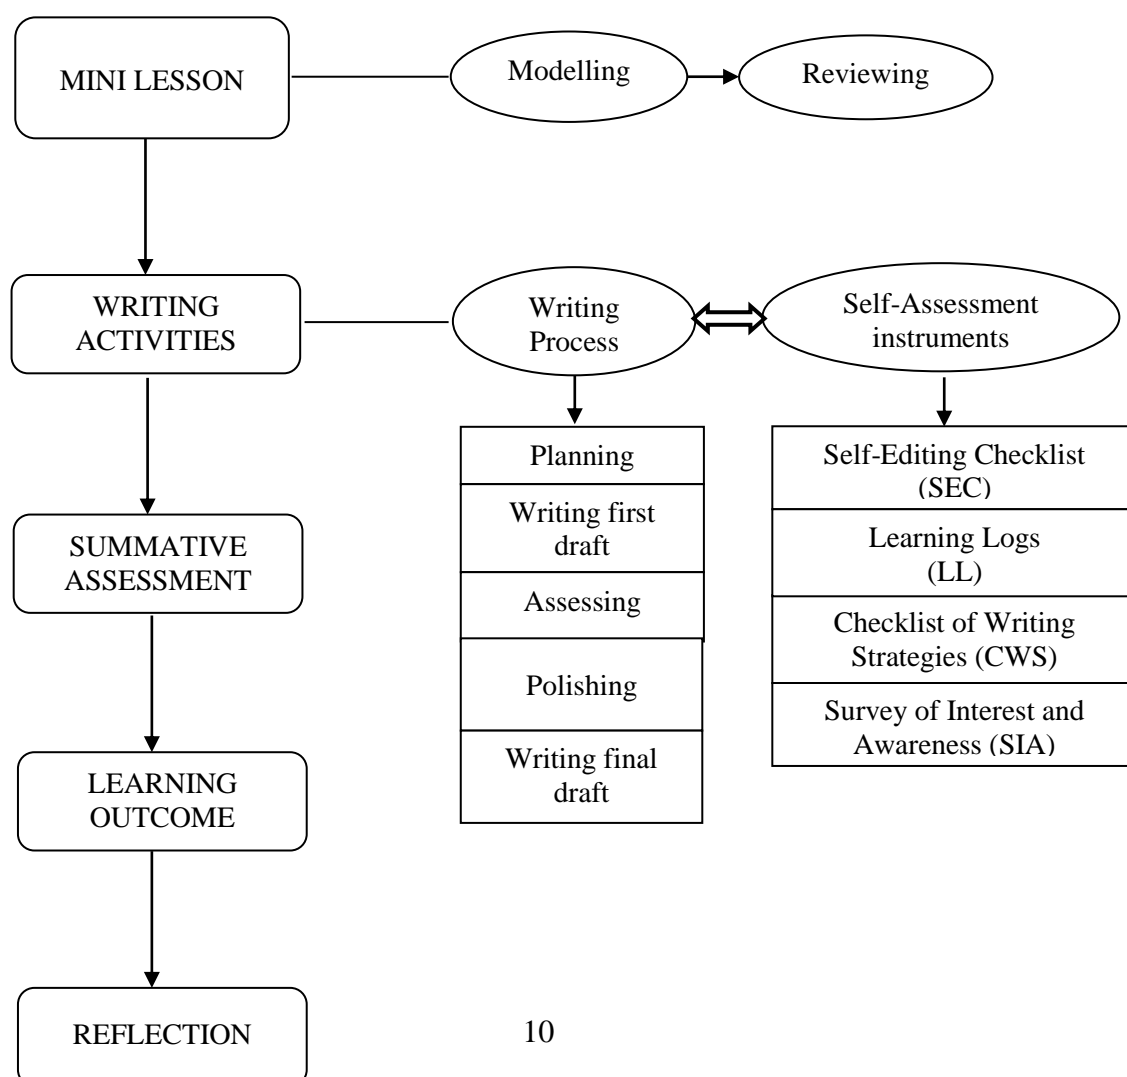 MINI LESSON
Modelling
Reviewing
WRITING
ACTIVITIES
Writing
Process
Self-Assessment
instruments
Planning
Writing first
draft
Assessing
Polishing
Writing final
draft
Self-Editing Checklist
(SEC)
Learning Logs
(LL)
Checklist of Writing
Strategies (CWS)
Survey of Interest and
Awareness (SIA)
SUMMATIVE
ASSESSMENT
LEARNING
OUTCOME
REFLECTION
10